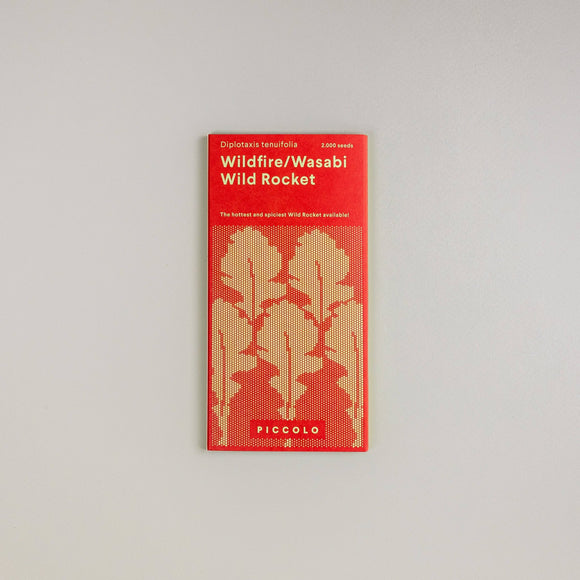 Diplotaxis tenuifolia 2.000 seeds
Wildfire/Wasabi
Wild Rocket
The hottest and spiciest Wild Rocket available!
PICCOLO